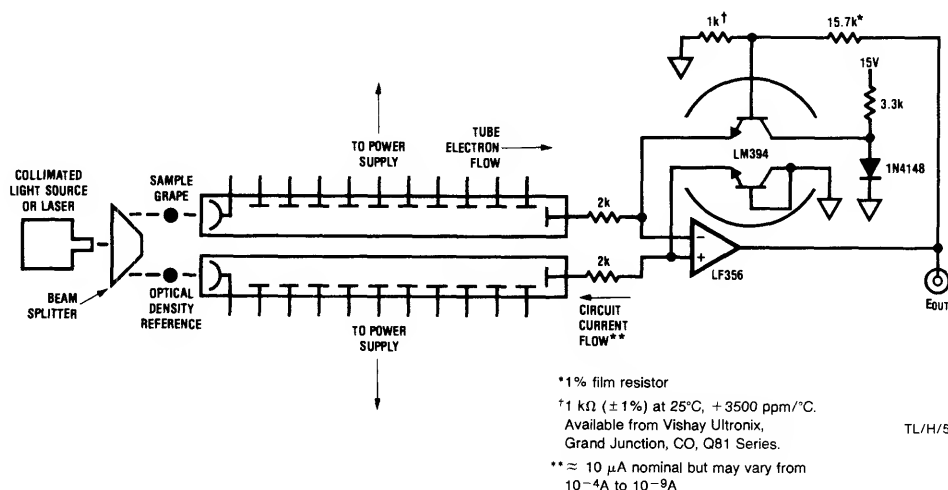 1k†
15.7k*
15V
3.3k
TO POWER
SUPPLY
TUBE
ELECTRON
FLOW
LM394
1N4148
COLLIMATED
LIGHT SOURCE
OR LASER
SAMPLE
GRAPE
2k
BEAM
SPLITTER
OPTICAL
DENSITY
REFERENCE
2k
−
+
LF356
TO POWER
SUPPLY
CIRCUIT
CURRENT
FLOW**
EOUT
*1% film resistor
†1 kΩ (±1%) at 25°C, +3500 ppm/°C.
Available from Vishay Ultronix,
Grand Junction, CO, Q81 Series.
TL/H/5
**≈ 10 μA nominal but may vary from
10−4A to 10−9A